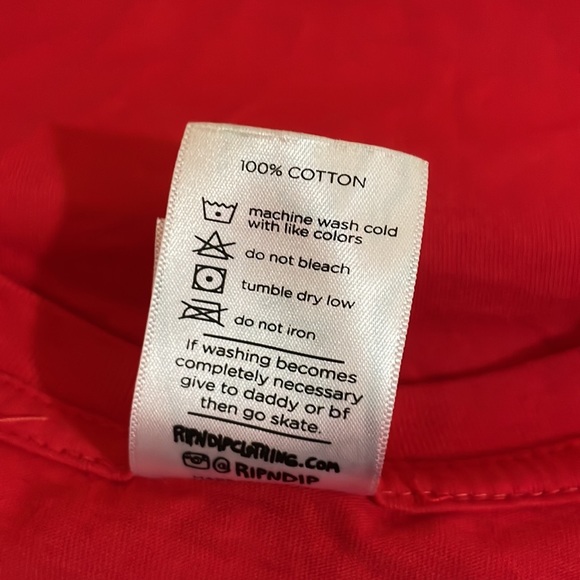 100% COTTON
machine wash cold
with like colors
do not bleach
tumble dry low
do not iron
If washing becomes
completely necessary
give to daddy or bf
then go skate.
RIPNDIPCLOTHING.COM
@RIPNDIP